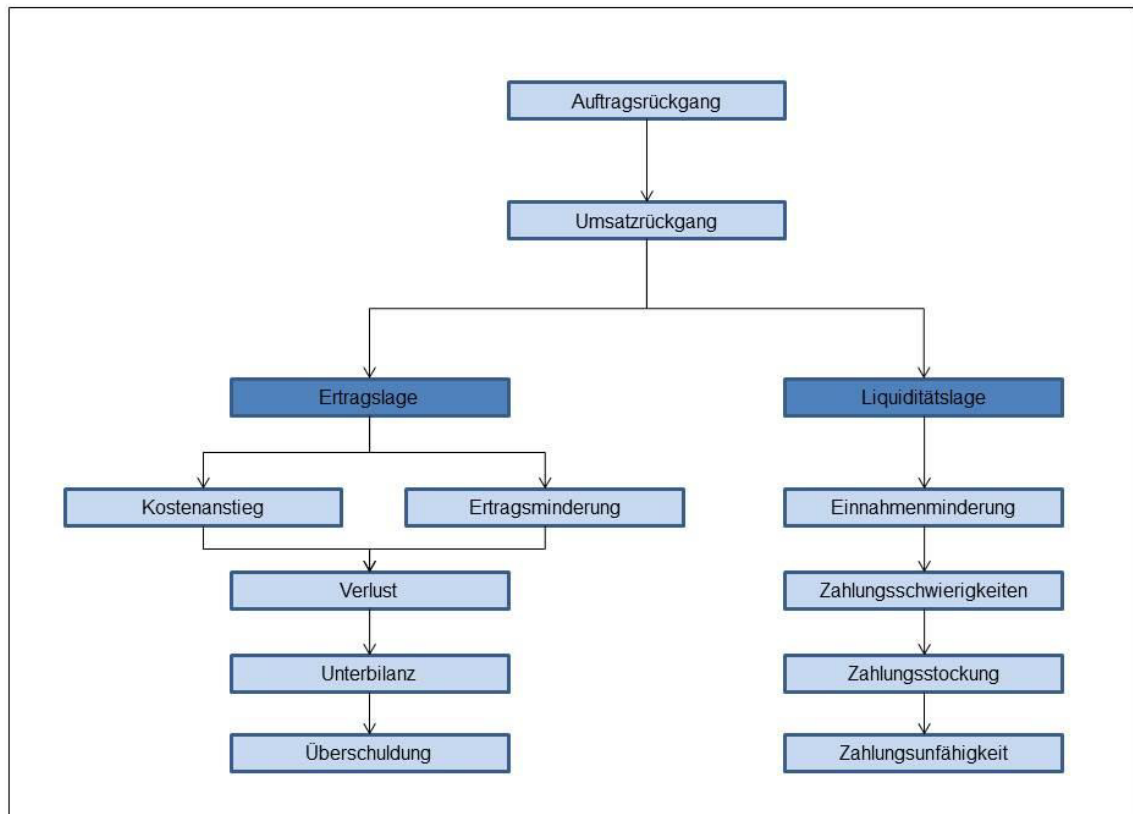 Auftragsrückgang
Umsatzrückgang
Ertragslage
Liquiditätslage
Kostenanstieg
Ertragsminderung
Einnahmenminderung
Verlust
Zahlungsschwierigkeiten
Unterbilanz
Zahlungsstockung
Überschuldung
Zahlungsunfähigkeit